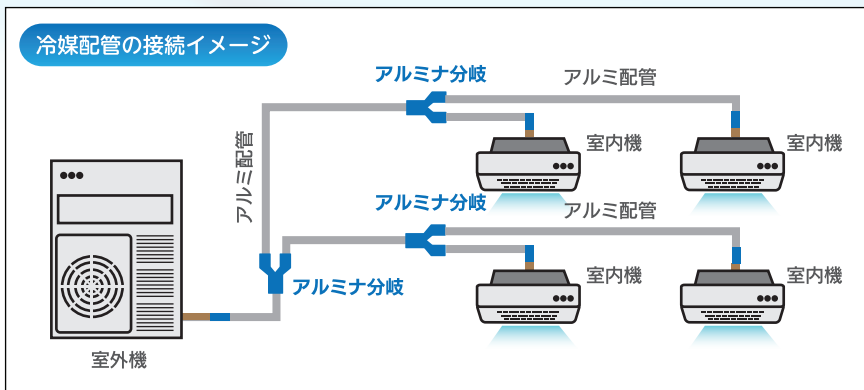 冷媒配管の接続イメージ
アルミナ分岐
アルミ配管
アルミ配管
室内機
室内機
アルミナ分岐
アルミ配管
アルミナ分岐
室内機
室内機
室外機